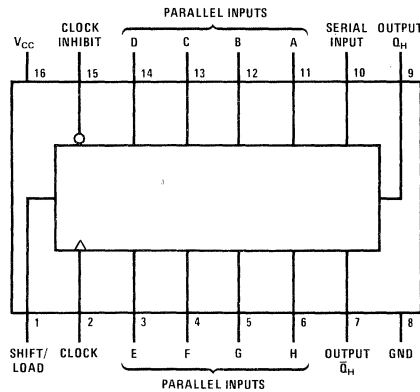 PARALLEL INPUTS
V_CC CLOCK INHIBIT D C B A SERIAL INPUT OUTPUT Q_H
16 15 14 13 12 11 10 9
1 2 3 4 5 6 7 8
SHIFT/ LOAD CLOCK E F G H OUTPUT Q̅_H GND
PARALLEL INPUTS